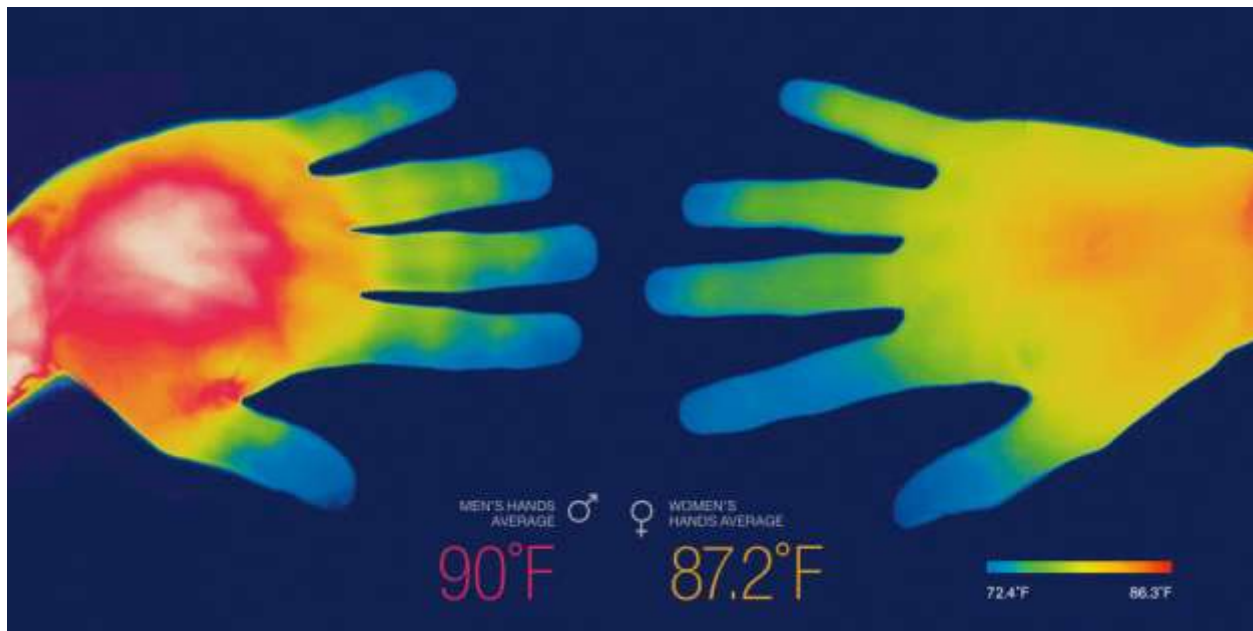 MEN'S HANDS
AVERAGE
90°F
WOMEN'S
HANDS AVERAGE
87.2°F
72.4°F
86.3°F